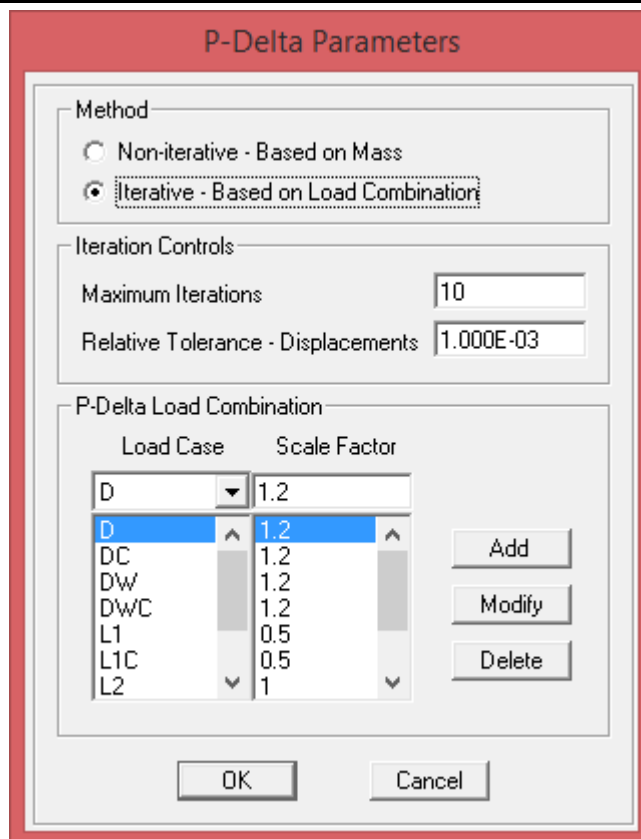 P-Delta Parameters
Method
Non-iterative - Based on Mass
Iterative - Based on Load Combination
Iteration Controls
Maximum Iterations 10
Relative Tolerance - Displacements 1.000E-03
P-Delta Load Combination
Load Case Scale Factor
D 1.2
D 1.2
DC 1.2
DW 1.2
DWC 1.2
L1 0.5
L1C 0.5
L2 1
Add
Modify
Delete
OK Cancel